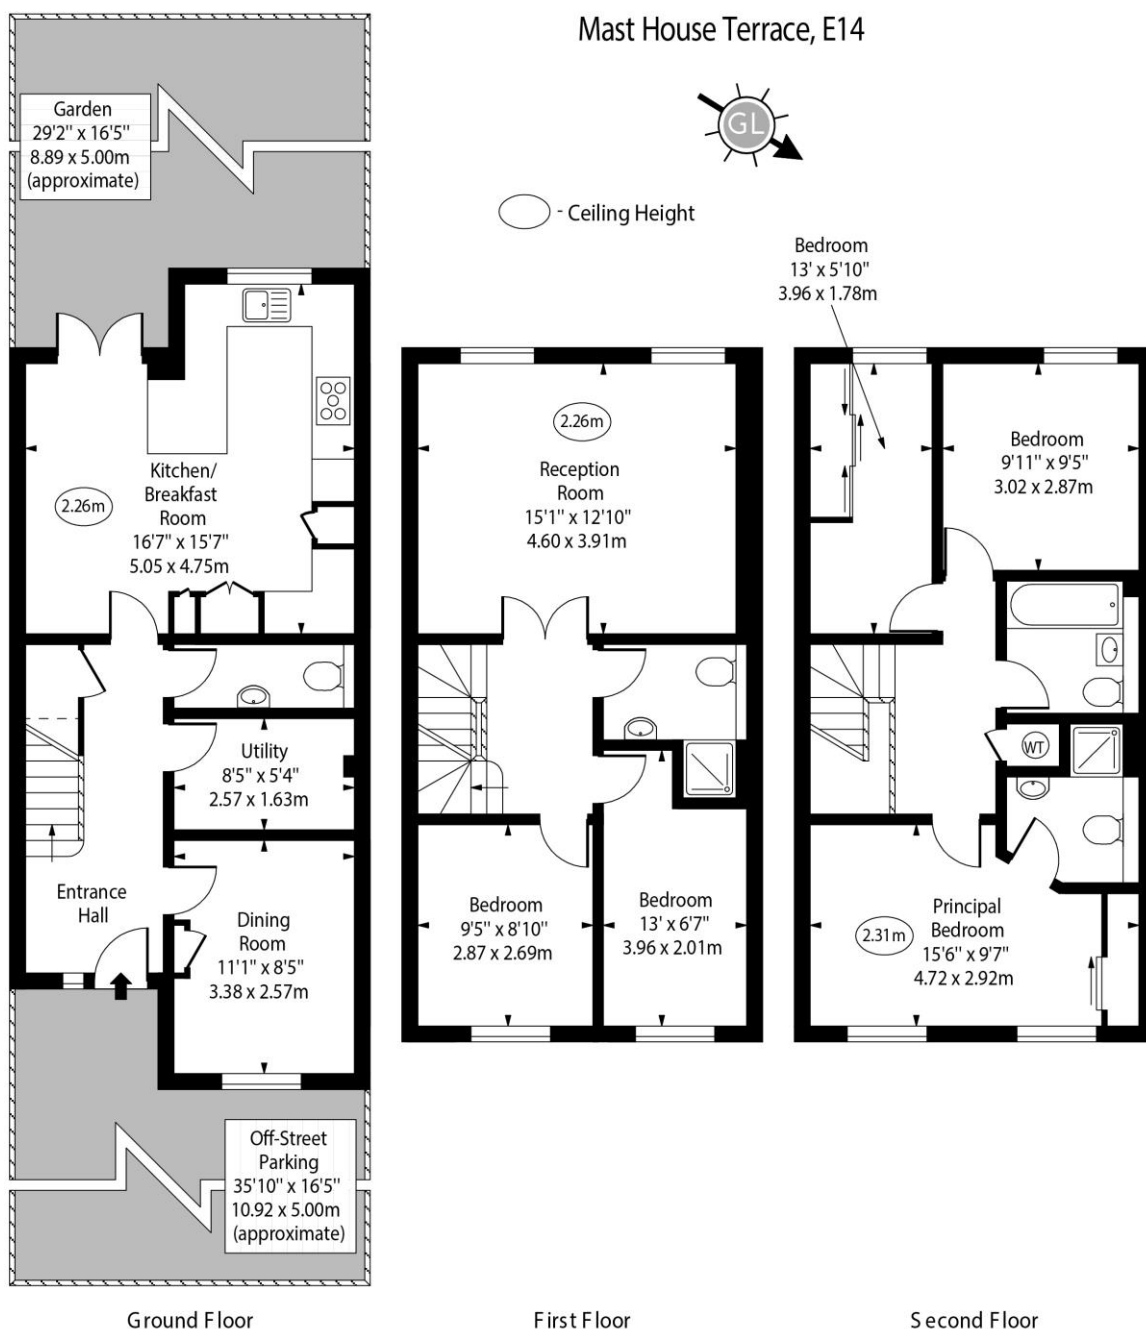 Mast House Terrace, E14
GL
- Ceiling Height
Garden
29'2" x 16'5"
8.89 x 5.00m
(approximate)
Kitchen/
Breakfast
Room
16'7" x 15'7"
5.05 x 4.75m
2.26m
Utility
8'5" x 5'4"
2.57 x 1.63m
Entrance
Hall
Dining
Room
11'1" x 8'5"
3.38 x 2.57m
Off-Street
Parking
35'10" x 16'5"
10.92 x 5.00m
(approximate)
Ground Floor
2.26m
Reception
Room
15'1" x 12'10"
4.60 x 3.91m
Bedroom
9'5" x 8'10"
2.87 x 2.69m
Bedroom
13' x 6'7"
3.96 x 2.01m
First Floor
Bedroom
13' x 5'10"
3.96 x 1.78m
Bedroom
9'11" x 9'5"
3.02 x 2.87m
WT
2.31m
Principal
Bedroom
15'6" x 9'7"
4.72 x 2.92m
Second Floor